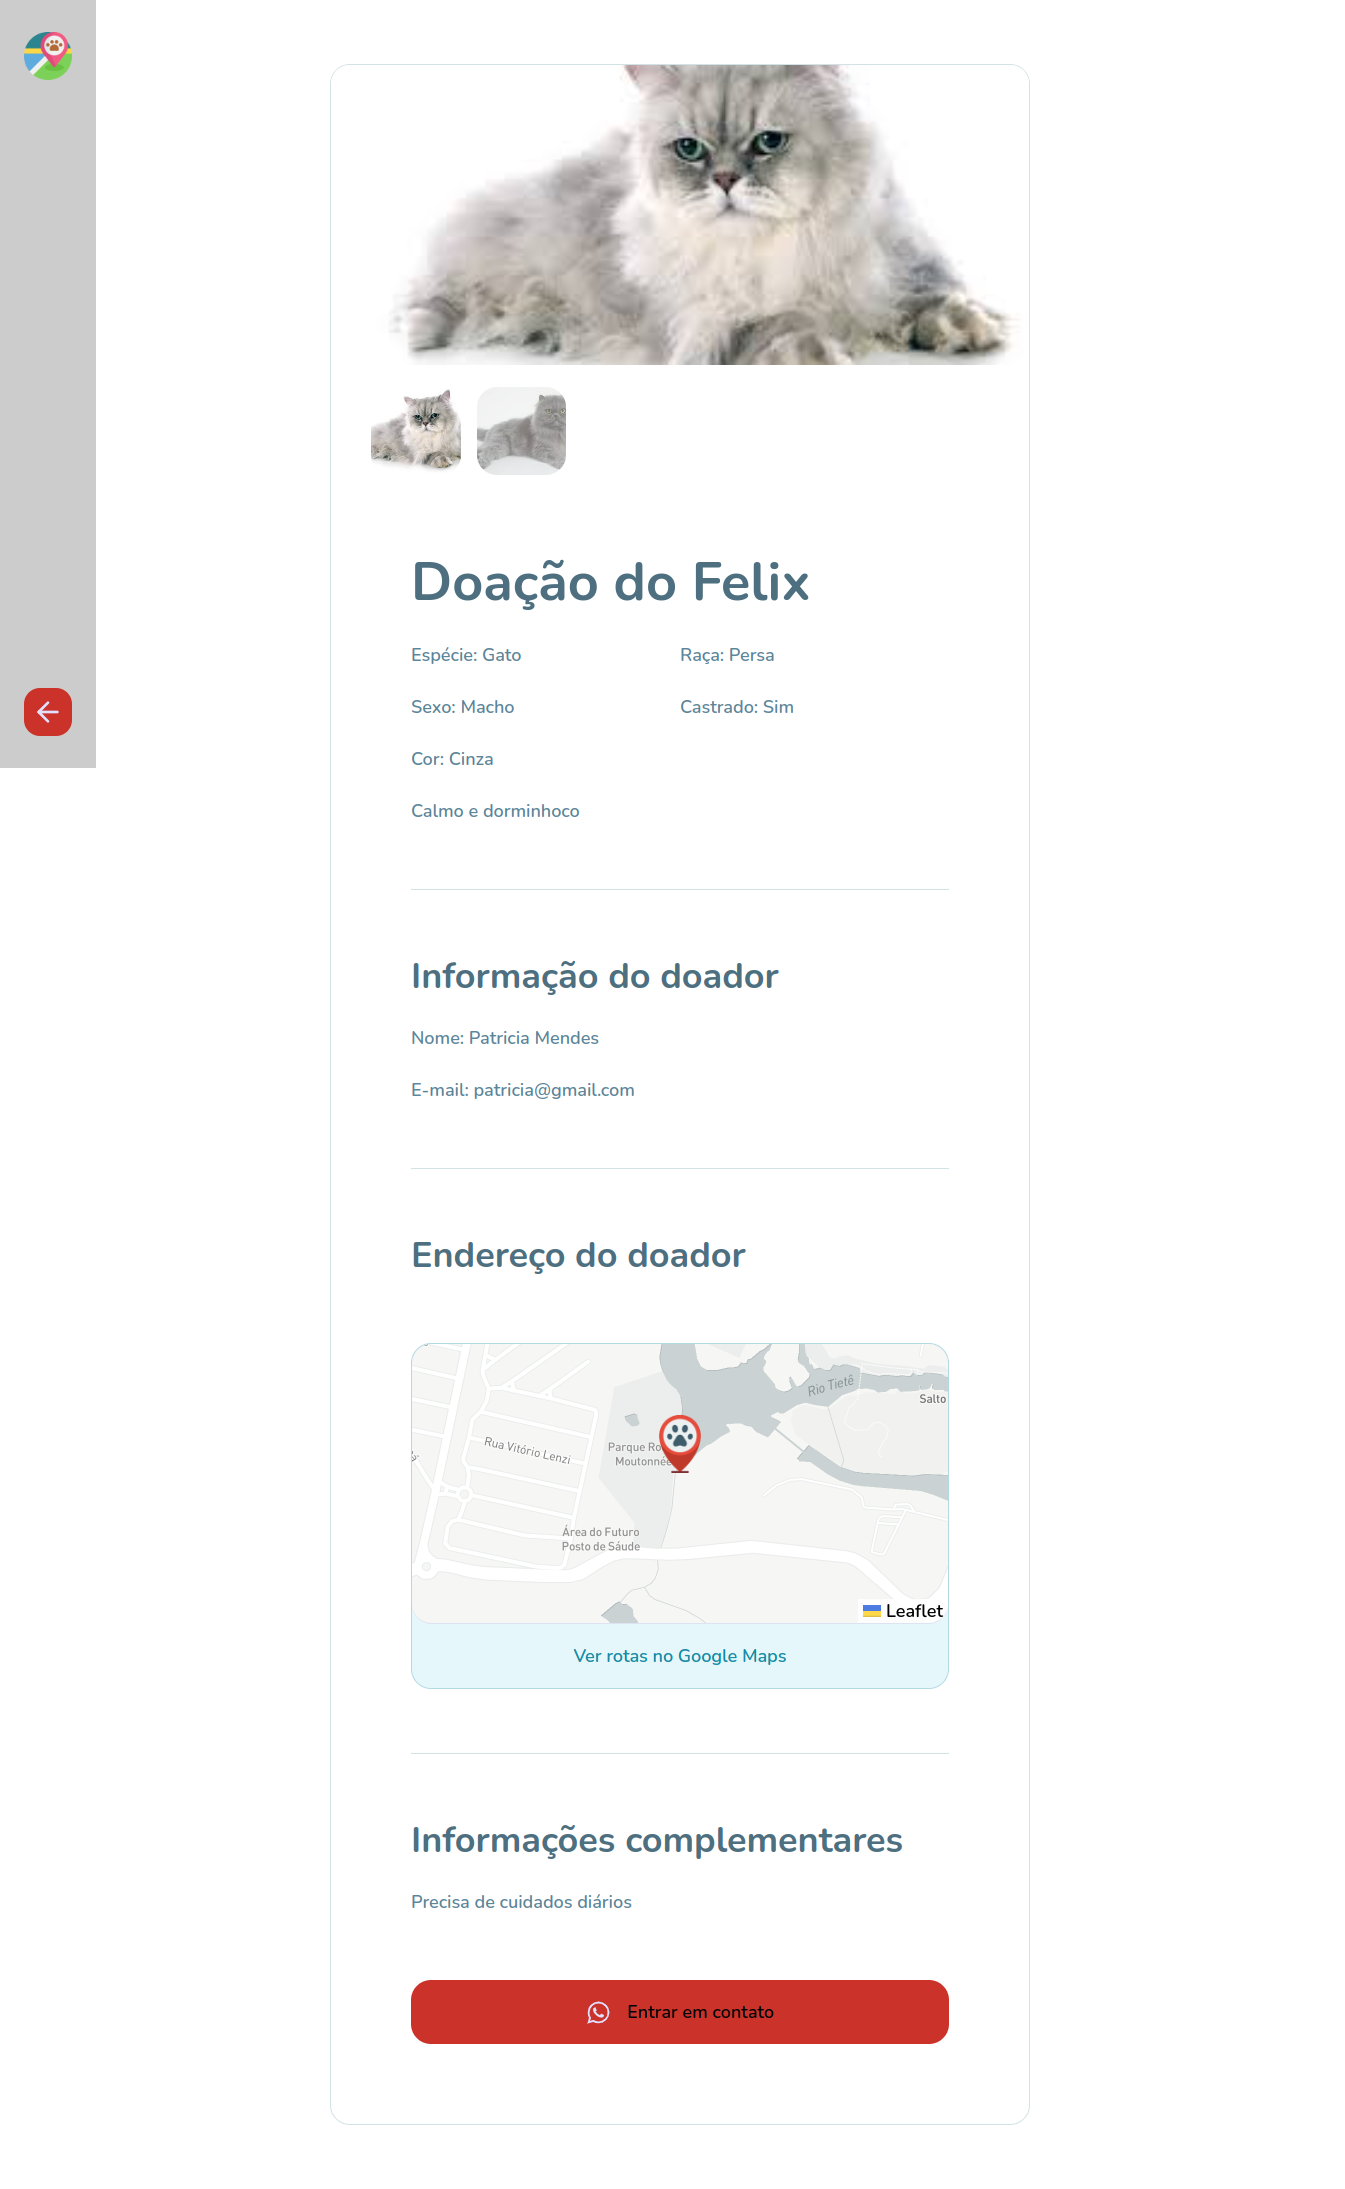 Doação do Felix
Espécie: Gato
Raça: Persa
Sexo: Macho
Castrado: Sim
Cor: Cinza
Calmo e dorminhoco
Informação do doador
Nome: Patricia Mendes
E-mail: patricia@gmail.com
Endereço do doador
Rio Tietê
Salto
Rua Vitório Lenzi
Parque
Moutonnée
Área do Futuro
Posto de Sáude
Leaflet
Ver rotas no Google Maps
Informações complementares
Precisa de cuidados diários
Entrar em contato